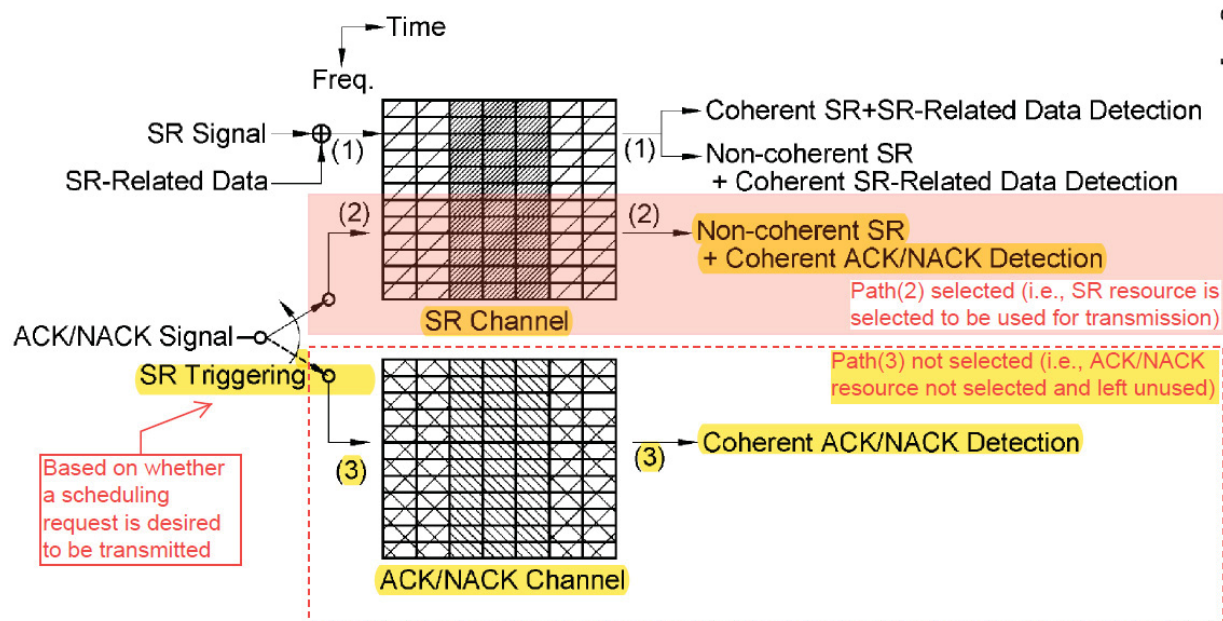 Time
Freq.
SR Signal
(1)
SR-Related Data
(1)
Coherent SR+SR-Related Data Detection
Non-coherent SR
+ Coherent SR-Related Data Detection
(2)
(2)
Non-coherent SR
+ Coherent ACK/NACK Detection
Path(2) selected (i.e., SR resource is
selected to be used for transmission)
SR Channel
ACK/NACK Signal
SR Triggering
Path(3) not selected (i.e., ACK/NACK
resource not selected and left unused)
Based on whether
a scheduling
request is desired
to be transmitted
(3)
(3)
Coherent ACK/NACK Detection
ACK/NACK Channel